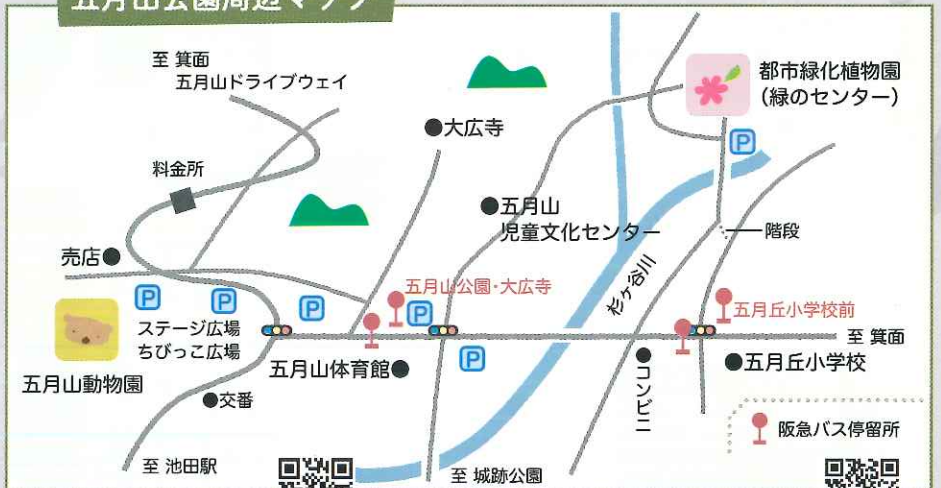 五月山公園周辺マップ
至 箕面
五月山ドライブウェイ
料金所
売店
大広寺
都市緑化植物園
(緑のセンター)
P
五月山
児童文化センター
階段
杉ヶ谷川
五月山公園・大広寺
五月丘小学校前
P
P
P
P
P
ステージ広場
ちびっこ広場
至 箕面
五月山動物園
五月山体育館
コンビニ
五月丘小学校
交番
阪急バス停留所
至 池田駅
至 城跡公園